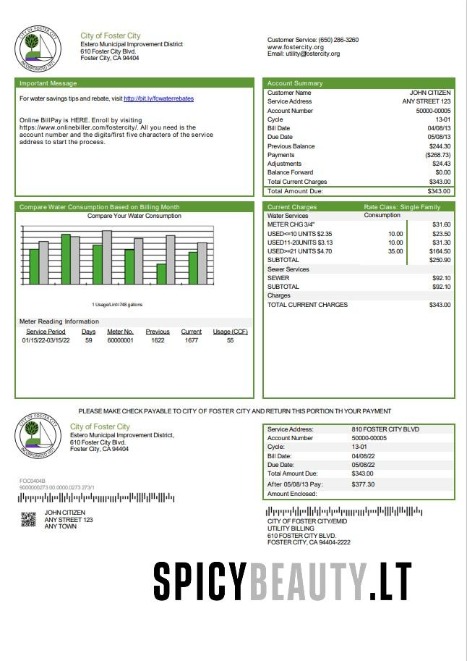 City of Foster City
Estero Municipal Improvement District
610 Foster City Blvd.
Foster City, CA 94404
Customer Service: (650) 286-3260
www.fostercity.org
Email: utility@fostercity.org
Important Message
For water savings tips and rebate, visit http://bit.ly/fcwaterrebates
Online BillPay is HERE. Enroll by visiting
https://www.onlinebiller.com/fostercity/. All you need is the
account number and the digits/first five characters of the service
address to start the process.
Account Summary
Customer Name JOHN CITIZEN
Service Address ANY STREET 123
Account Number 50000-00005
Cycle 13-01
Bill Date 04/08/13
Due Date 05/08/13
Previous Balance $244.30
Payments ($268.73)
Adjustments $24.43
Balance Forward $0.00
Total Current Charges $343.00
Total Amount Due: $343.00
Compare Water Consumption Based on Billing Month
Compare Your Water Consumption
1 Usage Unit/748 gallons
Meter Reading Information
Service Period Days Meter No. Previous Current Usage (CCF)
01/15/22-03/15/22 59 60000001 1622 1677 55
Current Charges Rate Class: Single Family
Water Services Consumption
METER CHG 3/4" $31.60
USED<=10 UNITS $2.35 10.00 $23.50
USED11-20UNITS $3.13 10.00 $31.30
USED>=21 UNITS $4.70 35.00 $164.50
SUBTOTAL $250.90
Sewer Services
SEWER $92.10
SUBTOTAL $92.10
Charges
TOTAL CURRENT CHARGES $343.00
PLEASE MAKE CHECK PAYABLE TO CITY OF FOSTER CITY AND RETURN THIS PORTION TH YOUR PAYMENT
City of Foster City
Estero Municipal Improvement District.
610 Foster City Blvd.
Foster City, CA 94404
Service Address: 810 FOSTER CITY BLVD
Account Number 50000-00005
Cycle: 13-01
Bill Date: 04/08/22
Due Date: 05/08/22
Total Amount Due: $343.00
After 05/08/13 Pay: $377.30
Amount Enclosed:
JOHN CITIZEN
ANY STREET 123
ANY TOWN
CITY OF FOSTER CITY/EMID
UTILITY BILLING
610 FOSTER CITY BLVD.
FOSTER CITY, CA 94404-2222
SPICYBEAUTY.LT